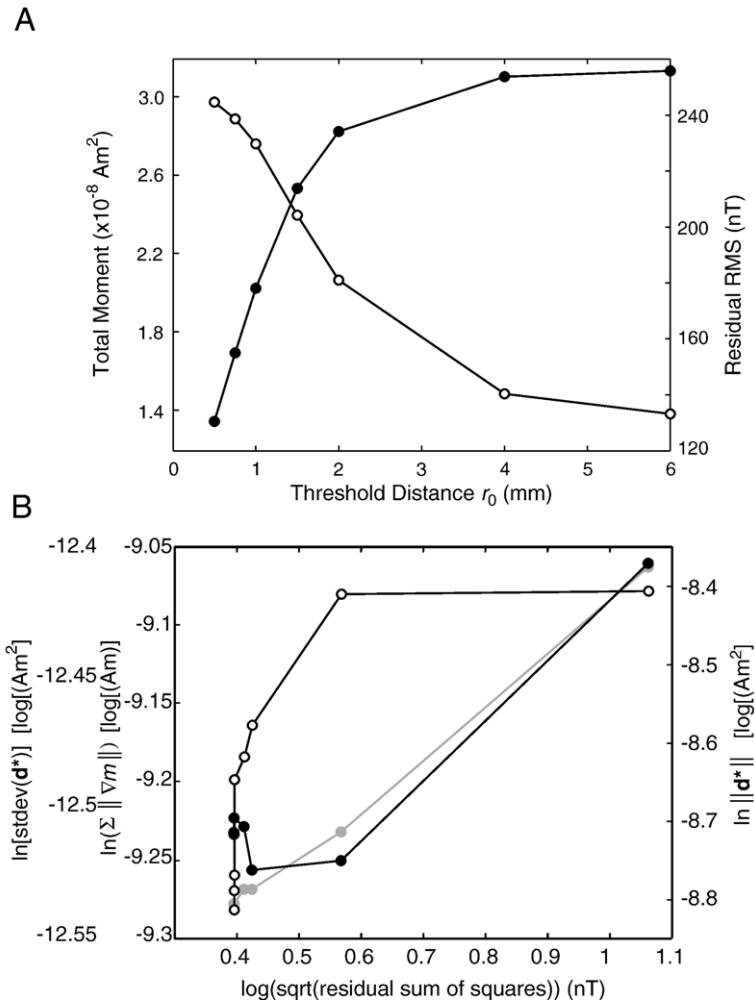 A
3.0
2.6
2.2
1.8
1.4
Total Moment (x10-8 Am2)
240
200
160
120
Residual RMS (nT)
0 1 2 3 4 5 6
Threshold Distance r0 (mm)
B
-12.4
-12.45
-12.5
-12.55
ln[stdev(d*)] [log[(Am2]
-9.05
-9.1
-9.15
-9.2
-9.25
-9.3
ln(Σ || ∇m ||) [log[(Am)]
-8.4
-8.5
-8.6
-8.7
-8.8
ln ||d*|| [log[(Am2]
0.4 0.5 0.6 0.7 0.8 0.9 1 1.1
log(sqrt(residual sum of squares)) (nT)